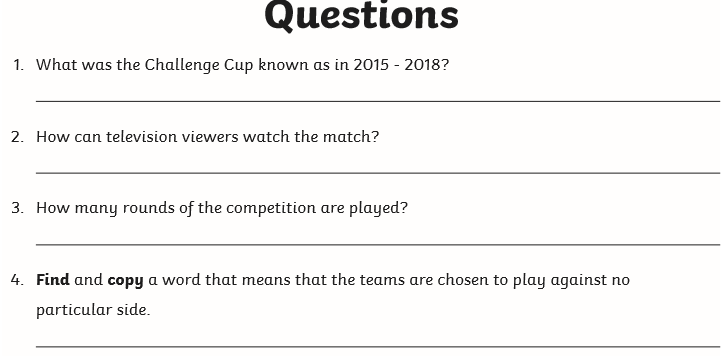 Questions
1. What was the Challenge Cup known as in 2015 - 2018?
2. How can television viewers watch the match?
3. How many rounds of the competition are played?
4. Find and copy a word that means that the teams are chosen to play against no
particular side.